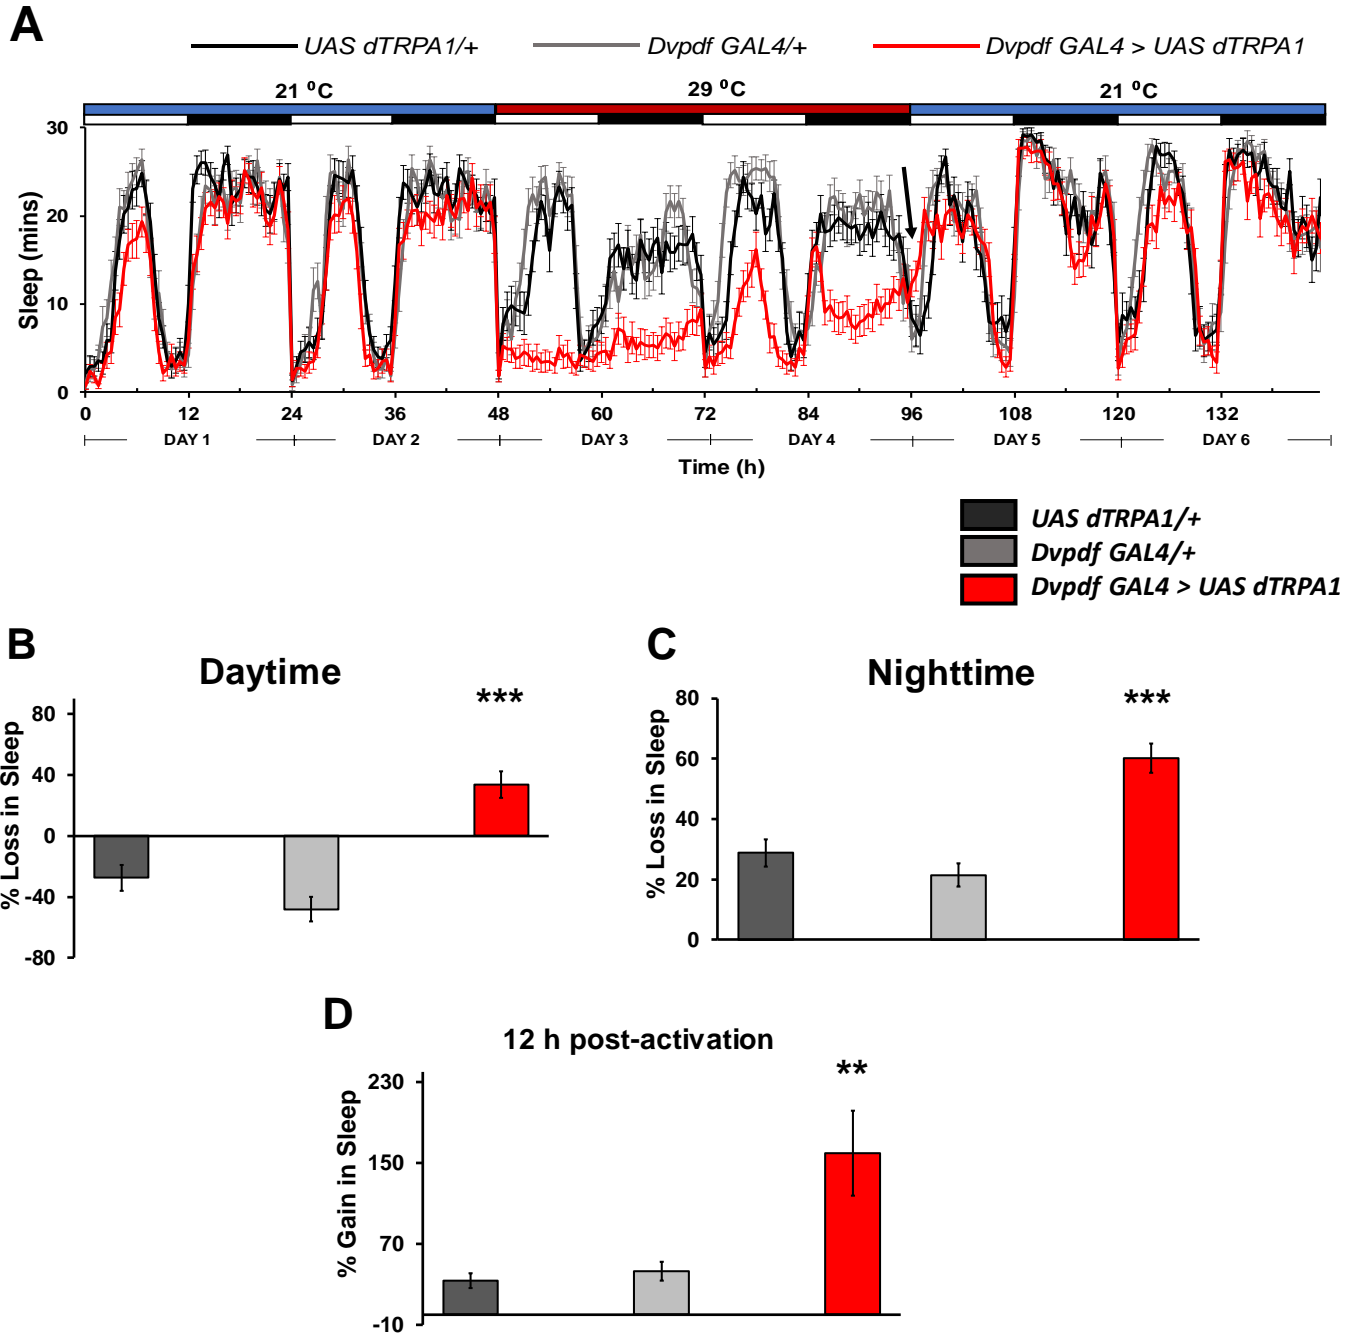 A
UAS dTRPA1/+ Dvpdf GAL4/+ Dvpdf GAL4 > UAS dTRPA1
21 ⁰C 29 ⁰C 21 ⁰C
30
20
10
0
Sleep (mins)
0 12 24 36 48 60 72 84 96 108 120 132
DAY 1 DAY 2 DAY 3 DAY 4 DAY 5 DAY 6
Time (h)
UAS dTRPA1/+
Dvpdf GAL4/+
Dvpdf GAL4 > UAS dTRPA1
B
Daytime
***
% Loss in Sleep
80
40
0
-40
-80
C
Nighttime
***
% Loss in Sleep
80
60
40
20
0
D
12 h post-activation
**
% Gain in Sleep
230
150
70
-10